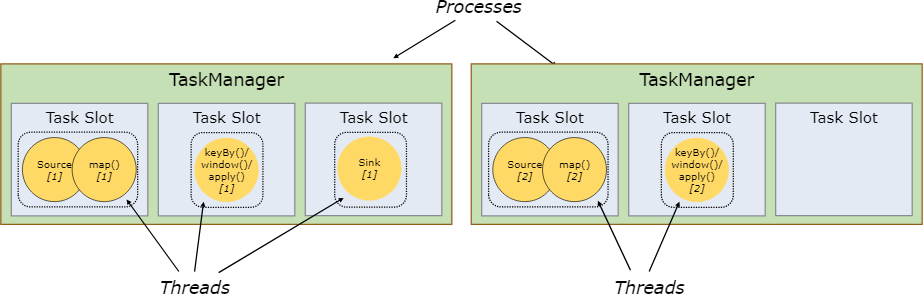 Processes
TaskManager
Task Slot
Source
[1]
map()
[1]
Task Slot
keyBy()/
window()/
apply()
[1]
Task Slot
Sink
[1]
TaskManager
Task Slot
Source
[2]
map()
[2]
Task Slot
keyBy()/
window()/
apply()
[2]
Task Slot
Threads
Threads